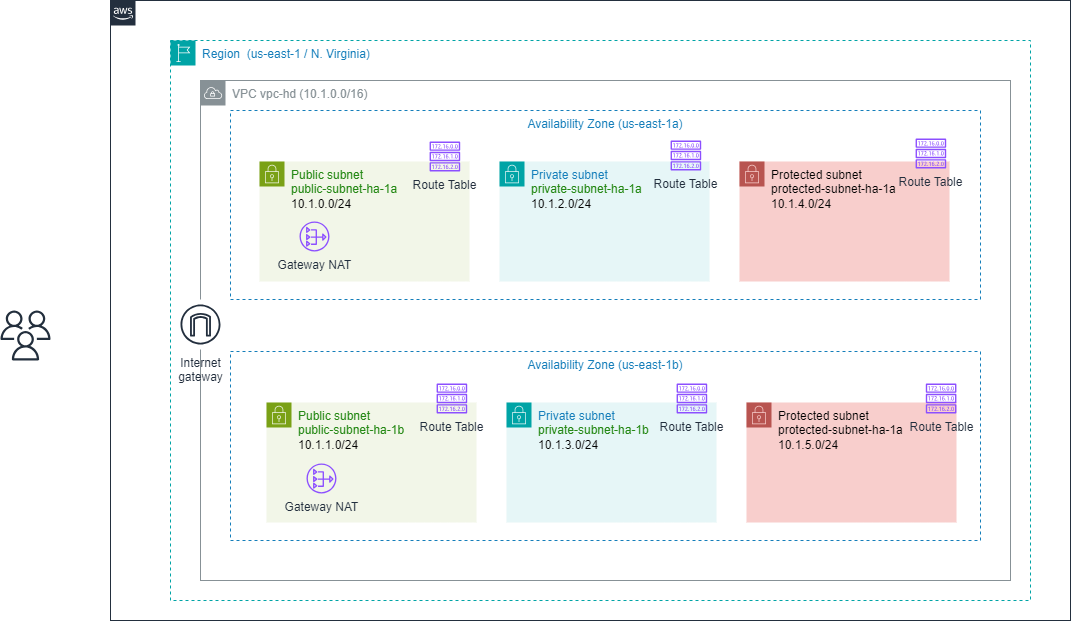 aws
Region (us-east-1 / N. Virginia)
VPC vpc-hd (10.1.0.0/16)
Availability Zone (us-east-1a)
Public subnet
public-subnet-ha-1a
10.1.0.0/24
172.16.0.0
172.16.1.0
172.16.2.0
Route Table
Gateway NAT
Private subnet
private-subnet-ha-1a
10.1.2.0/24
172.16.0.0
172.16.1.0
172.16.2.0
Route Table
Protected subnet
protected-subnet-ha-1a
10.1.4.0/24
172.16.0.0
172.16.1.0
172.16.2.0
Route Table
Internet
gateway
Availability Zone (us-east-1b)
Public subnet
public-subnet-ha-1b
10.1.1.0/24
172.16.0.0
172.16.1.0
172.16.2.0
Route Table
Gateway NAT
Private subnet
private-subnet-ha-1b
10.1.3.0/24
172.16.0.0
172.16.1.0
172.16.2.0
Route Table
Protected subnet
protected-subnet-ha-1a
10.1.5.0/24
172.16.0.0
172.16.1.0
172.16.2.0
Route Table